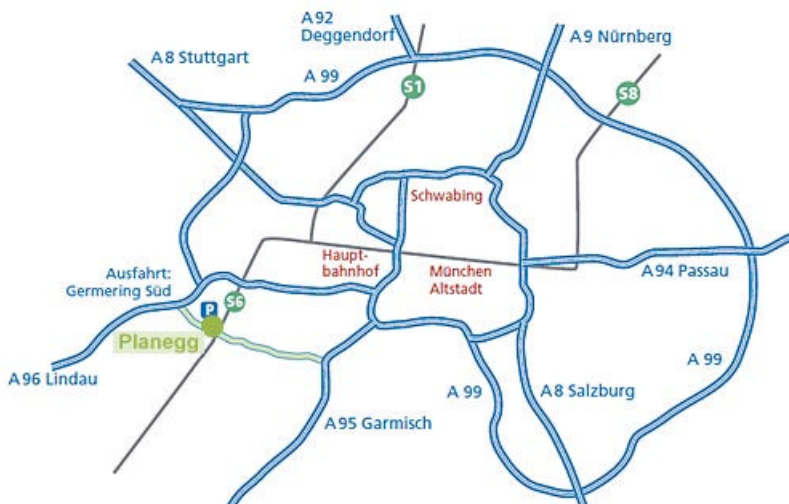 A 92
Deggendorf
A 9 Nürnberg
A 8 Stuttgart
A 99
S1
S8
Schwabing
Haupt-
bahnhof
München
Altstadt
A 94 Passau
Ausfahrt:
Germering Süd
P
S6
Planegg
A 99
A 96 Lindau
A 99
A 8 Salzburg
A 95 Garmisch